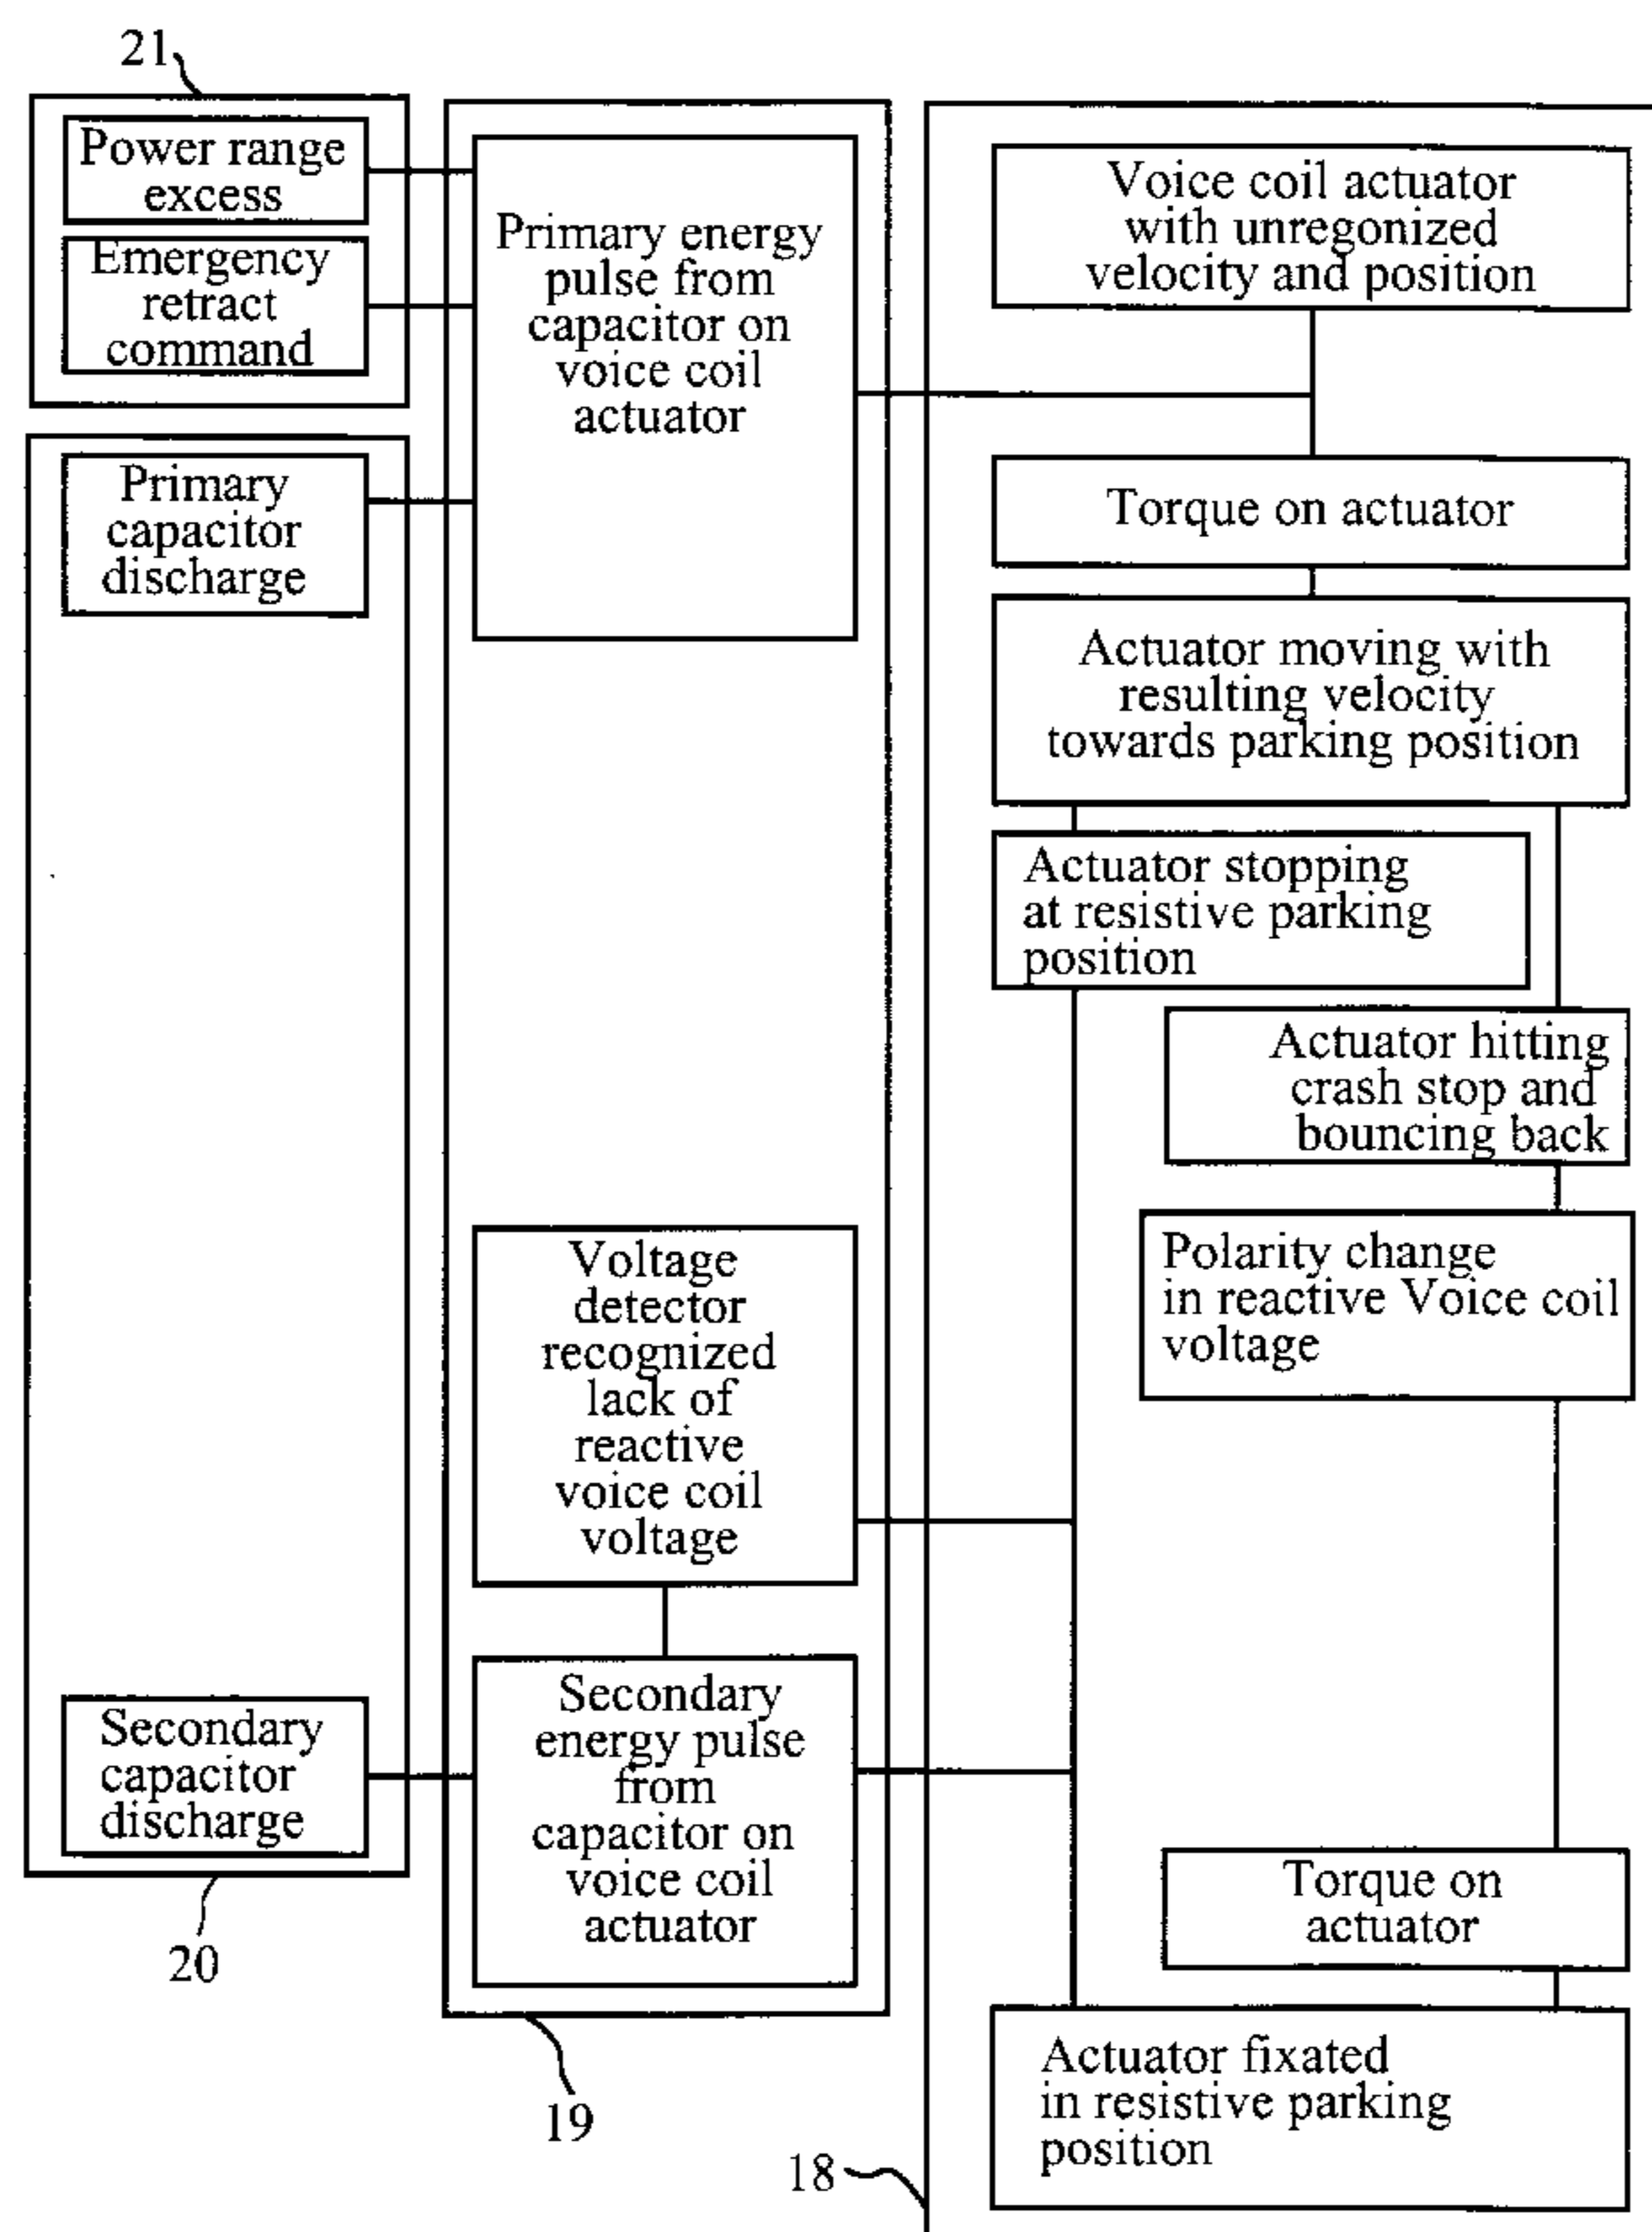 21
Power range
excess
Emergency
retract
command
Primary
capacitor
discharge
Secondary
capacitor
discharge
20
Primary energy
pulse from
capacitor on
voice coil
actuator
Voltage
detector
recognized
lack of
reactive
voice coil
voltage
Secondary
energy pulse
from
capacitor on
voice coil
actuator
19
Voice coil actuator
with unregonized
velocity and position
Torque on actuator
Actuator moving with
resulting velocity
towards parking position
Actuator stopping
at resistive parking
position
Actuator hitting
crash stop and
bouncing back
Polarity change
in reactive Voice coil
voltage
Torque on
actuator
Actuator fixated
in resistive parking
position
18